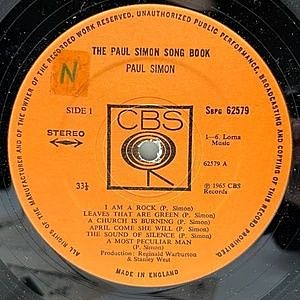 ALL RIGHTS OF THE MANUFACTURER AND OF THE OWNER OF THE RECORDED WORK RESERVED. UNAUTHORIZED PUBLIC PERFORMANCE, BROADCASTING AND COPYING OF THIS RECORD PROHIBITED.
THE PAUL SIMON SONG BOOK
PAUL SIMON
N
SIDE 1
SBPG 62579
CBS
STEREO
1—6. Lorna
Music
62579 A
33⅓
℗ 1965 CBS
Records
I AM A ROCK (P. Simon)
LEAVES THAT ARE GREEN (P. Simon)
A CHURCH IS BURNING (P. Simon)
APRIL COME SHE WILL (P. Simon)
THE SOUND OF SILENCE (P. Simon)
A MOST PECULIAR MAN
(P. Simon)
Production: Reginald Warburton
& Stanley West
MADE IN ENGLAND